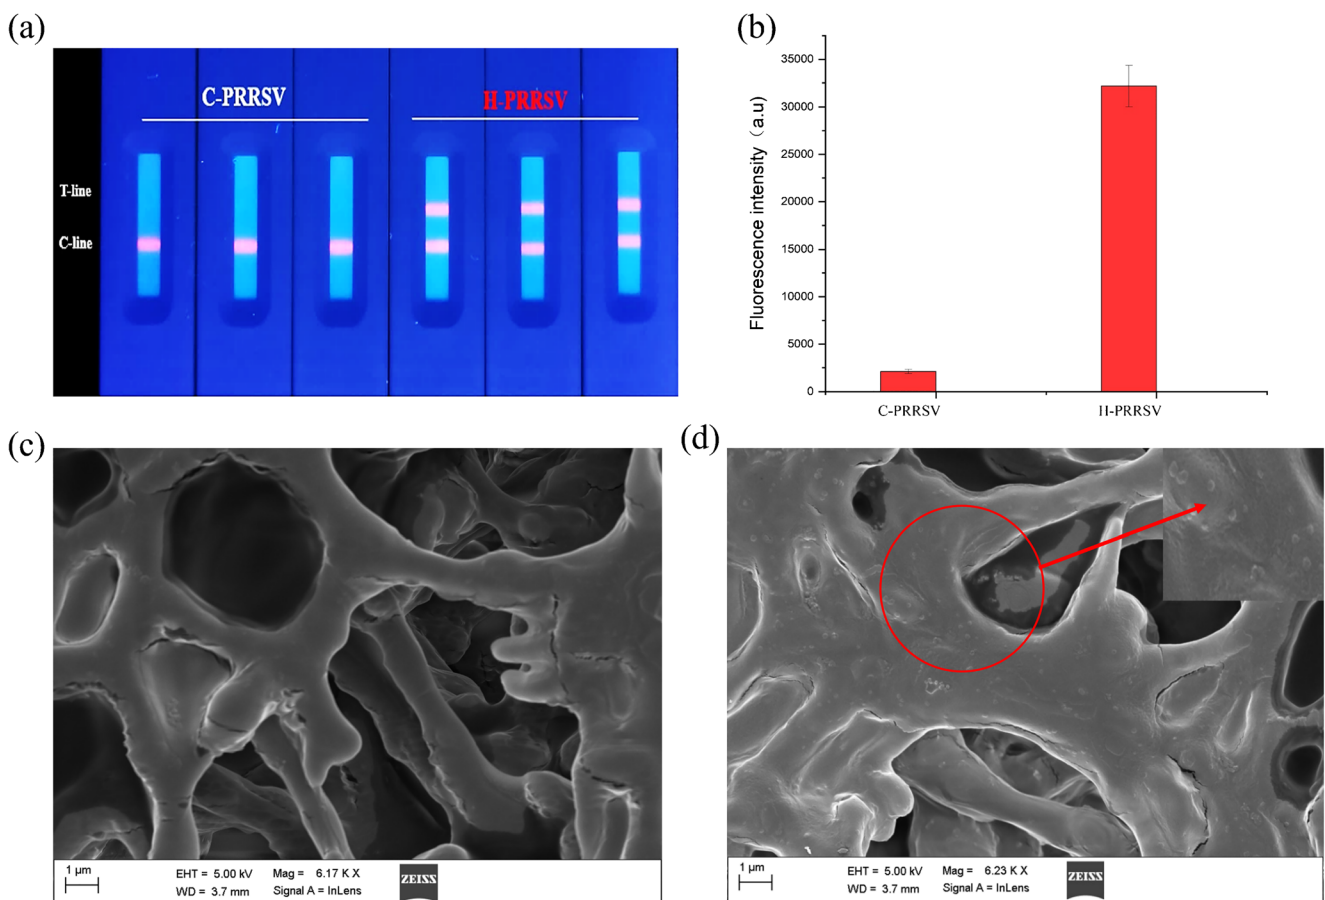 (a)
C-PRRSV
H-PRRSV
T-line
C-line
(b)
35000
30000
25000
20000
15000
10000
5000
0
Fluorescence intensity（a.u)
C-PRRSV
H-PRRSV
(c)
1 µm
EHT = 5.00 kV
WD = 3.7 mm
Mag = 6.17 K X
Signal A = InLens
ZEISS
(d)
1 µm
EHT = 5.00 kV
WD = 3.7 mm
Mag = 6.23 K X
Signal A = InLens
ZEISS